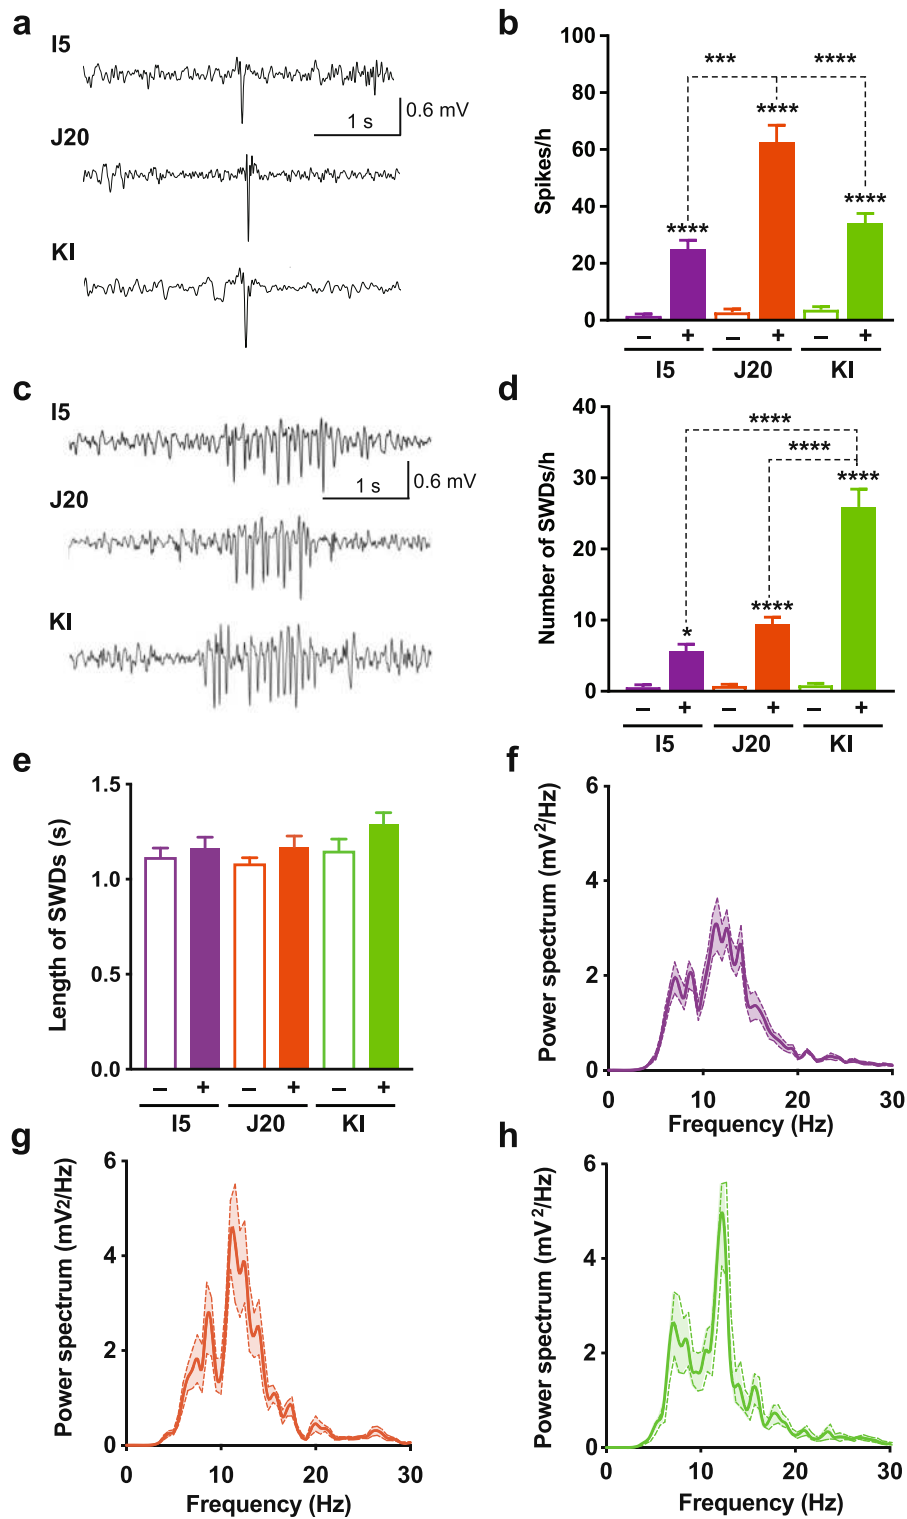 a
I5
0.6 mV
1 s
J20
KI
b
Spikes/h
100
80
60
40
20
0
***
****
****
****
****
– + – + – +
I5 J20 KI
c
I5
0.6 mV
1 s
J20
KI
d
Number of SWDs/h
40
30
20
10
0
****
****
****
****
*
– + – + – +
I5 J20 KI
e
Length of SWDs (s)
1.5
1.0
0.5
0.0
– + – + – +
I5 J20 KI
f
Power spectrum (mV²/Hz)
6
4
2
0
0 10 20 30
Frequency (Hz)
g
Power spectrum (mV2/Hz)
6
4
2
0
0 10 20 30
Frequency (Hz)
h
Power spectrum (mV²/Hz)
6
4
2
0
0 10 20 30
Frequency (Hz)